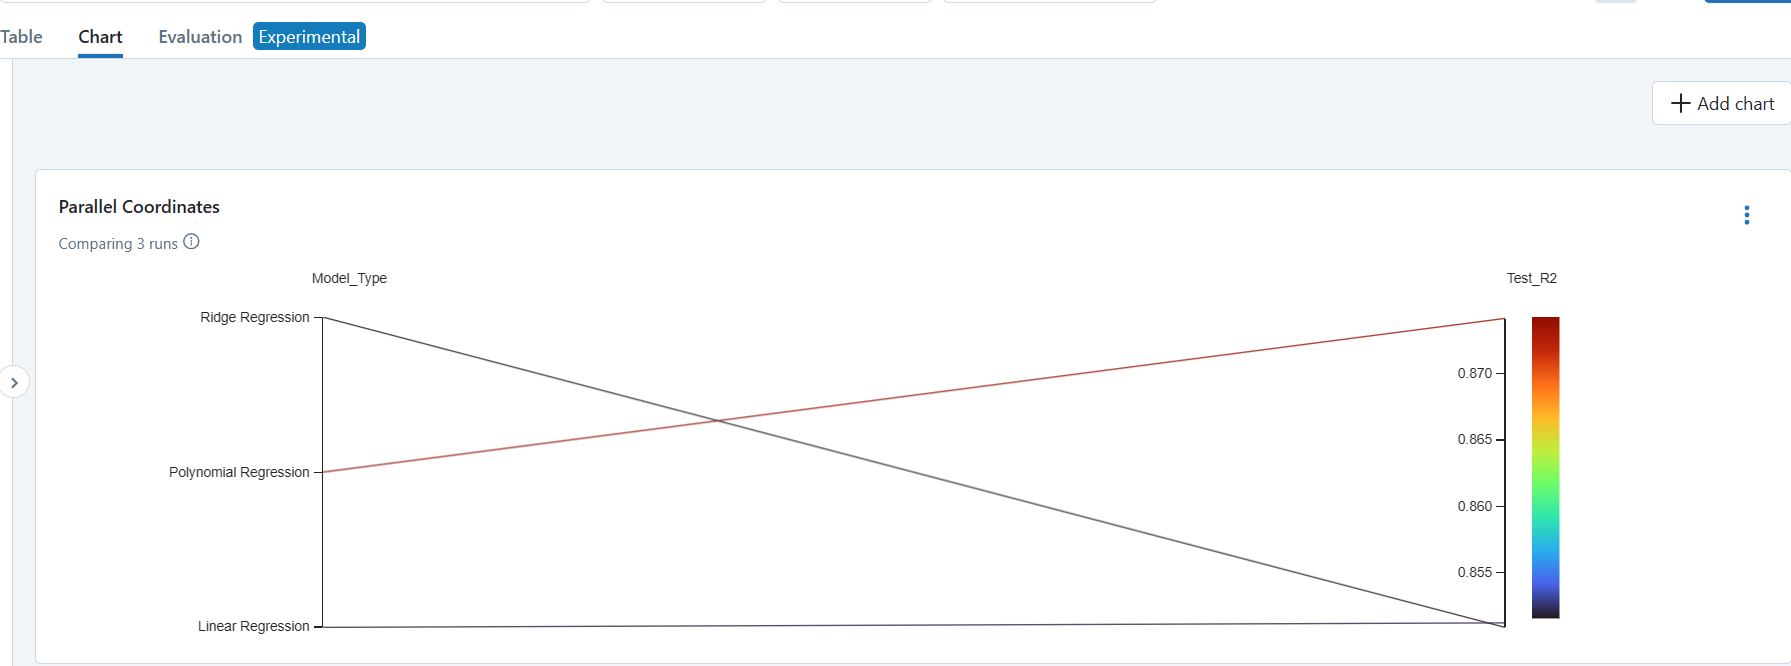 Table Chart Evaluation Experimental
Add chart
Parallel Coordinates
Comparing 3 runs
Model_Type Test_R2
Ridge Regression
0.870
0.865
Polynomial Regression
0.860
0.855
Linear Regression